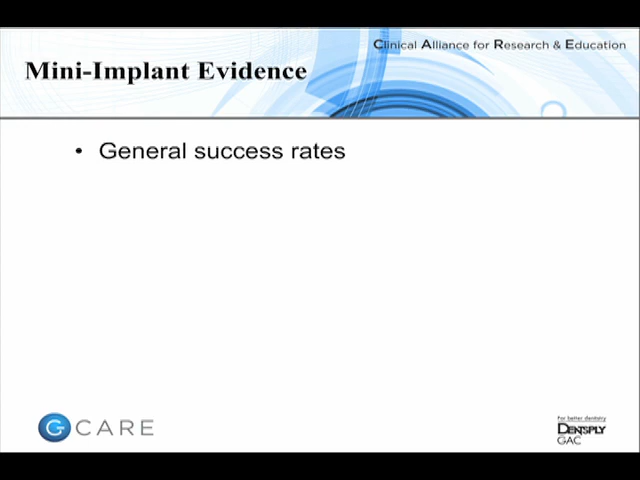 Clinical Alliance for Research & Education
Mini-Implant Evidence
• General success rates
G CARE
For better dentistry
DENTSPLY
GAC